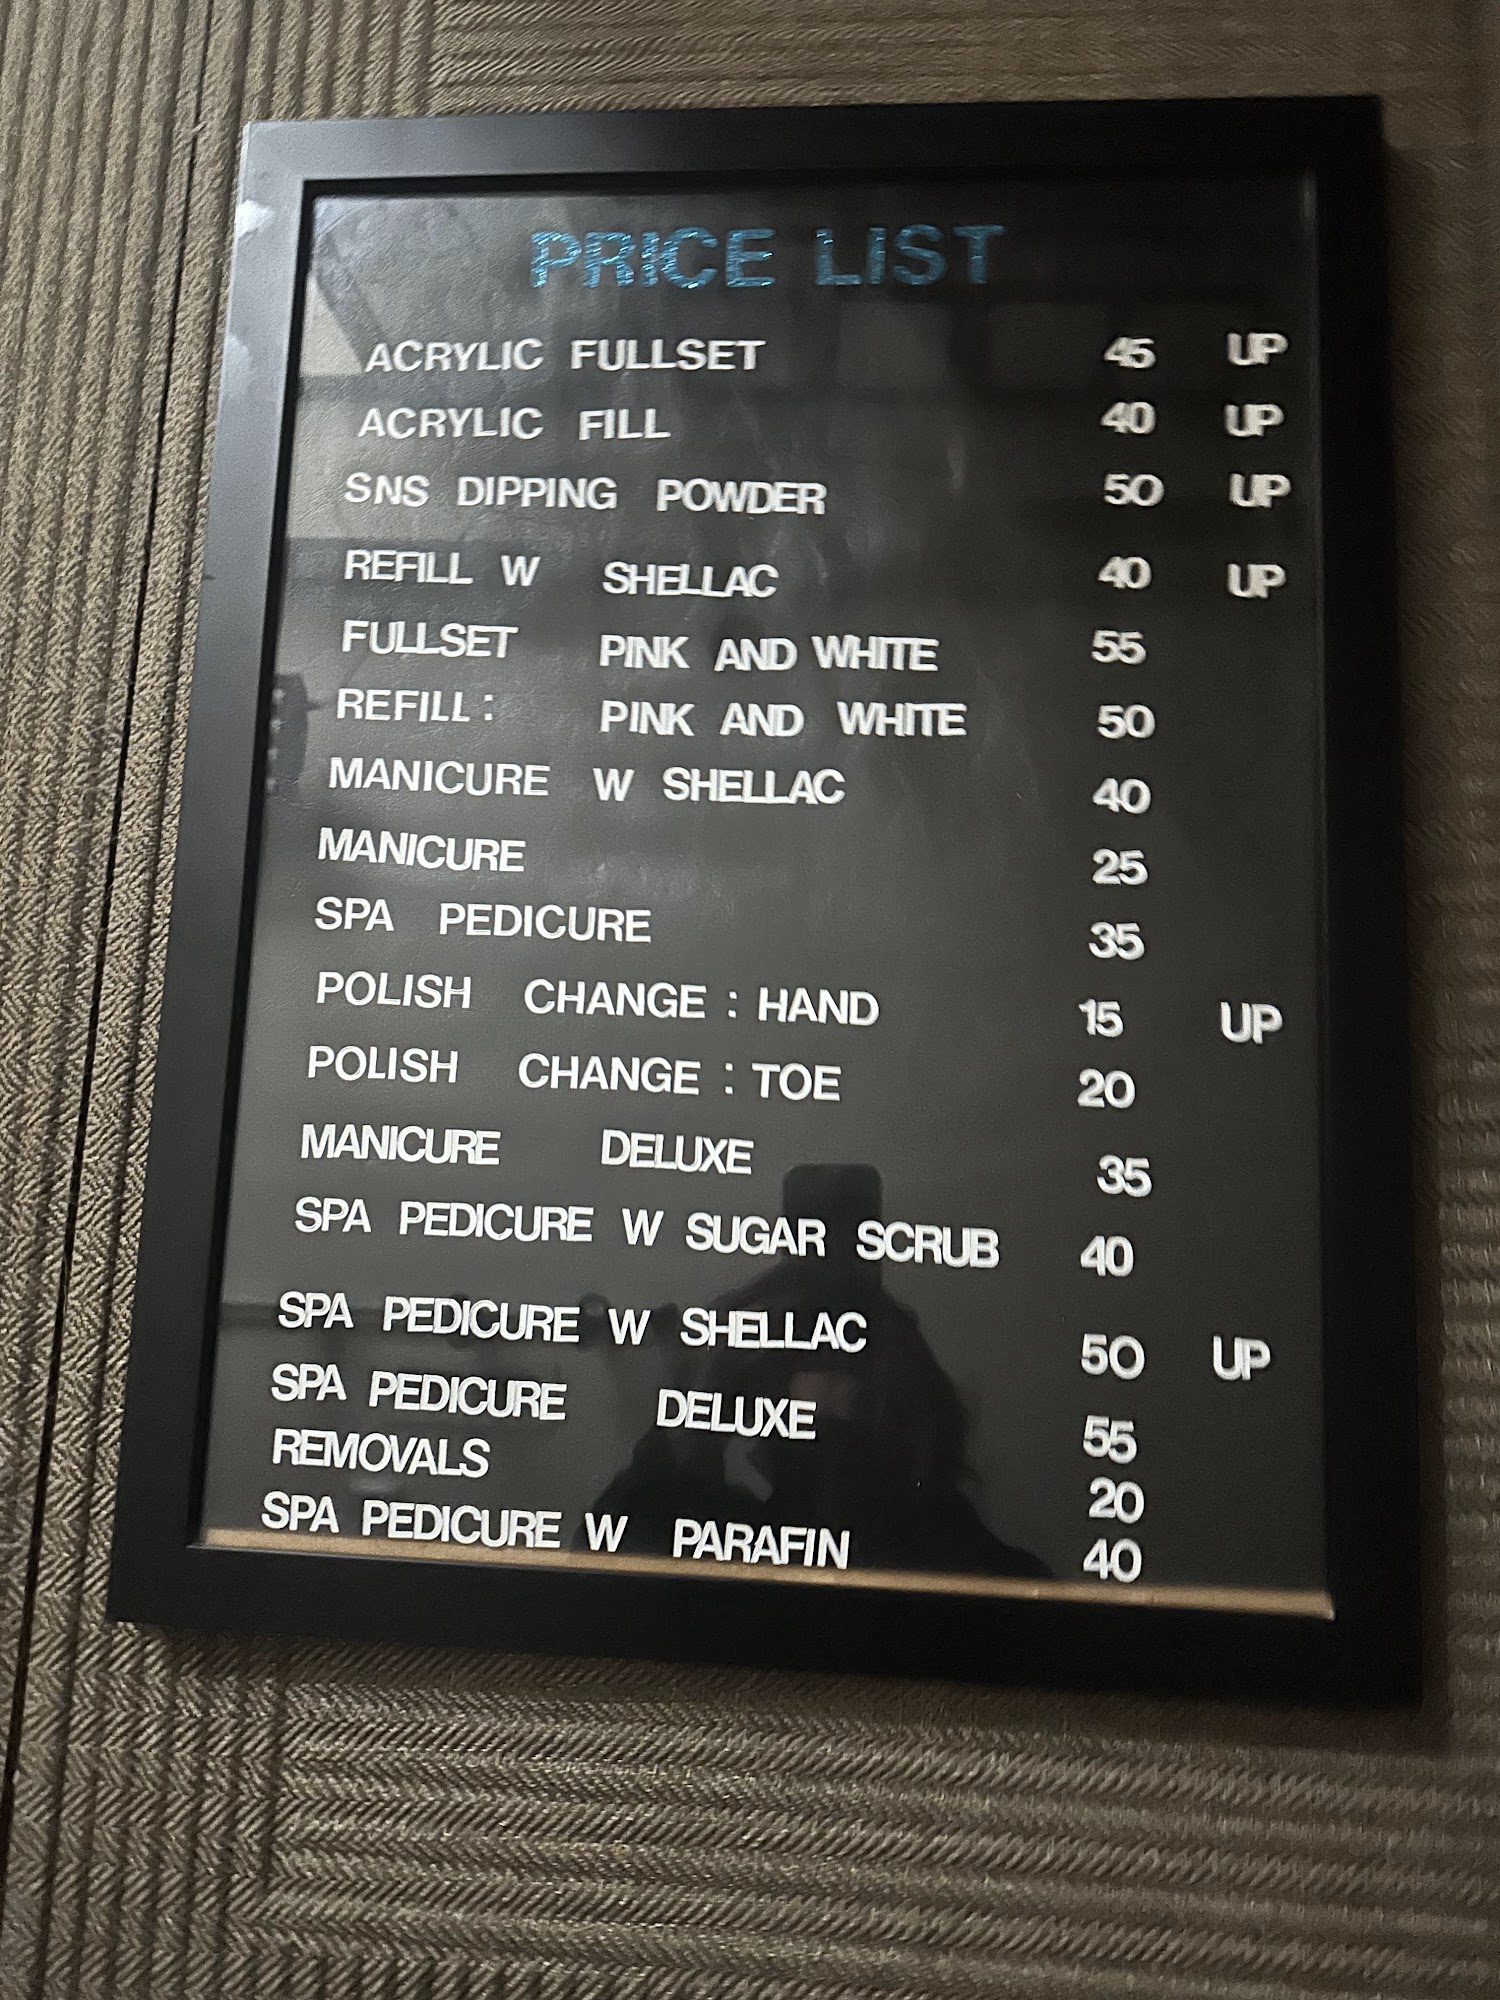 PRICE LIST
ACRYLIC FULLSET 45 UP
ACRYLIC FILL 40 UP
SNS DIPPING POWDER 50 UP
REFILL W SHELLAC 40 UP
FULLSET PINK AND WHITE 55
REFILL: PINK AND WHITE 50
MANICURE W SHELLAC 40
MANICURE 25
SPA PEDICURE 35
POLISH CHANGE : HAND 15 UP
POLISH CHANGE : TOE 20
MANICURE DELUXE 35
SPA PEDICURE W SUGAR SCRUB 40
SPA PEDICURE W SHELLAC 50 UP
SPA PEDICURE DELUXE 55
REMOVALS 20
SPA PEDICURE W PARAFIN 40